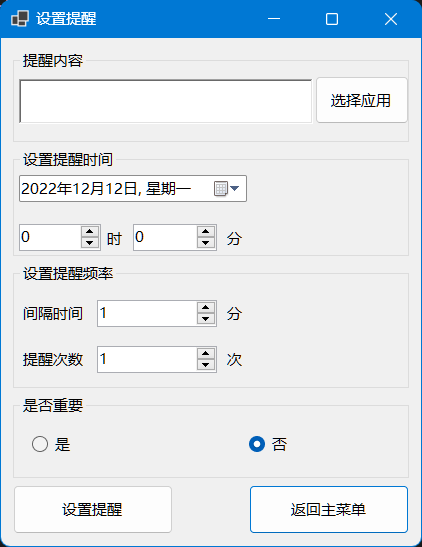 设置提醒
提醒内容
选择应用
设置提醒时间
2022年12月12日, 星期一
0 时 0 分
设置提醒频率
间隔时间 1 分
提醒次数 1 次
是否重要
是 否
设置提醒 返回主菜单